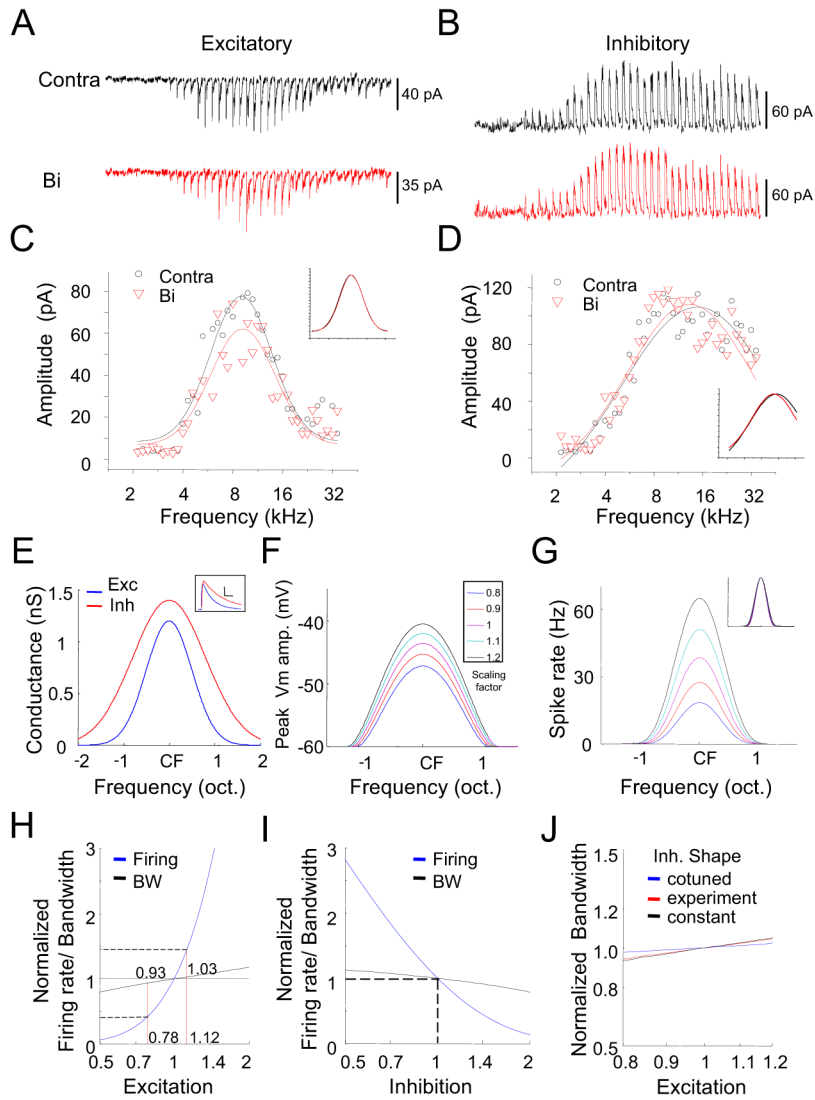 A
Excitatory
Contra
40 pA
Bi
35 pA
B
Inhibitory
60 pA
60 pA
C
Contra
Bi
Amplitude (pA)
80
60
40
20
0
2 4 8 16 32
Frequency (kHz)
D
Contra
Bi
Amplitude (pA)
120
80
40
0
2 4 8 16 32
Frequency (kHz)
E
Exc
Inh
Conductance (nS)
1.5
1
0.5
0
-2 -1 CF 1 2
Frequency (oct.)
F
Peak Vm amp. (mV)
-40
-50
-60
0.8
0.9
1
1.1
1.2
Scaling
factor
-1 CF 1
Frequency (oct.)
G
Spike rate (Hz)
60
30
0
-1 CF 1
Frequency (oct.)
H
Firing
BW
Normalized
Firing rate/ Bandwidth
3
2
1
0
0.93
1.03
0.78
1.12
0.5 0.7 1 1.4 2
Excitation
I
Firing
BW
Normalized
Firing rate/ Bandwidth
3
2
1
0
0.5 0.7 1 1.4 2
Inhibition
J
Inh. Shape
cotuned
experiment
constant
Normalized Bandwidth
1.5
1.2
1.0
0.8
0.5
0.8 0.9 1 1.1 1.2
Excitation